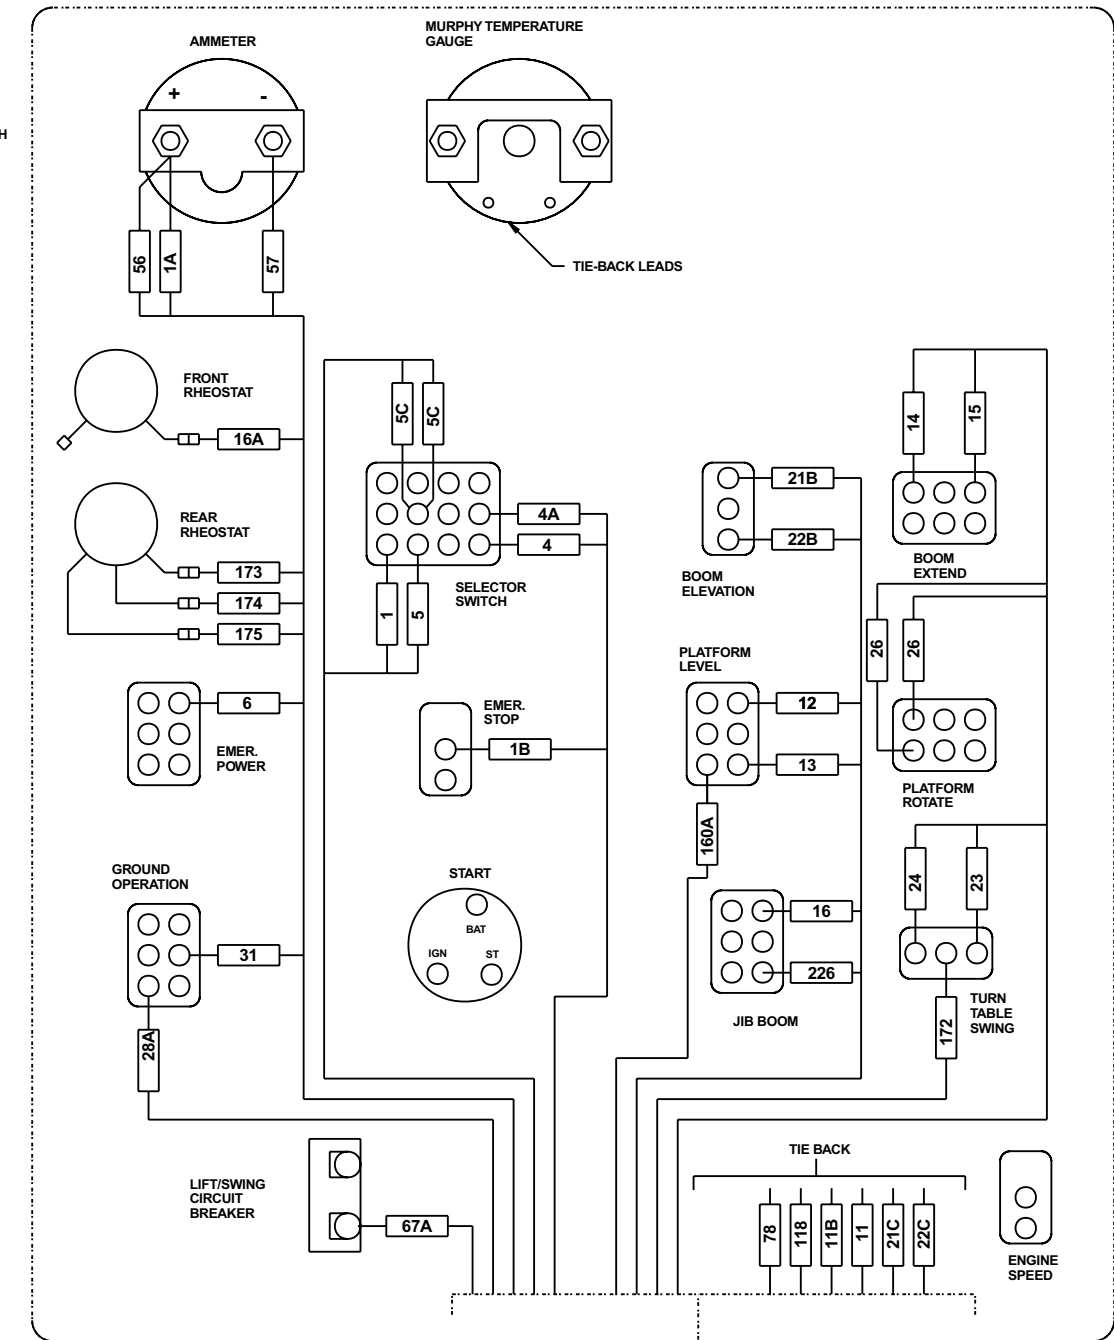 AMMETER
MURPHY TEMPERATURE
GAUGE
H
+
-
56
1A
57
TIE-BACK LEADS
FRONT
RHEOSTAT
16A
5C
5C
14
15
REAR
RHEOSTAT
173
174
175
4A
4
SELECTOR
SWITCH
1
5
21B
22B
BOOM
ELEVATION
BOOM
EXTEND
6
EMER.
POWER
EMER.
STOP
1B
PLATFORM
LEVEL
12
13
160A
26
26
PLATFORM
ROTATE
GROUND
OPERATION
31
28A
START
BAT
IGN
ST
16
226
JIB BOOM
24
23
172
TURN
TABLE
SWING
LIFT/SWING
CIRCUIT
BREAKER
67A
TIE BACK
78
118
11B
11
21C
22C
ENGINE
SPEED